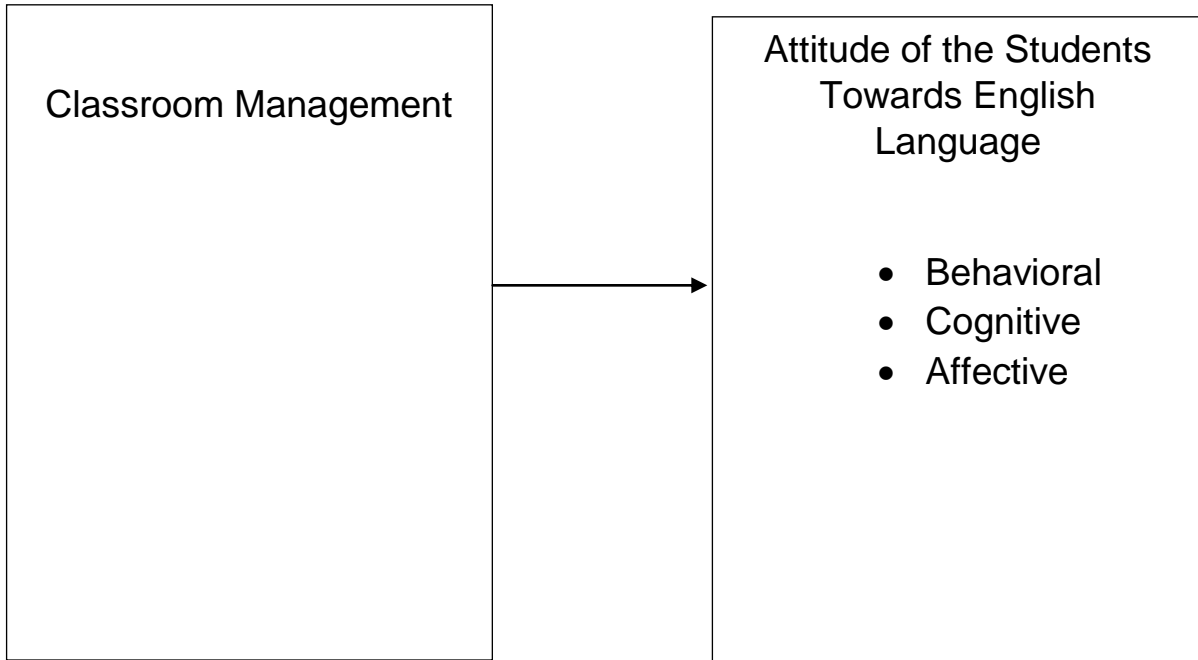 Classroom Management
Attitude of the Students
Towards English
Language
• Behavioral
• Cognitive
• Affective